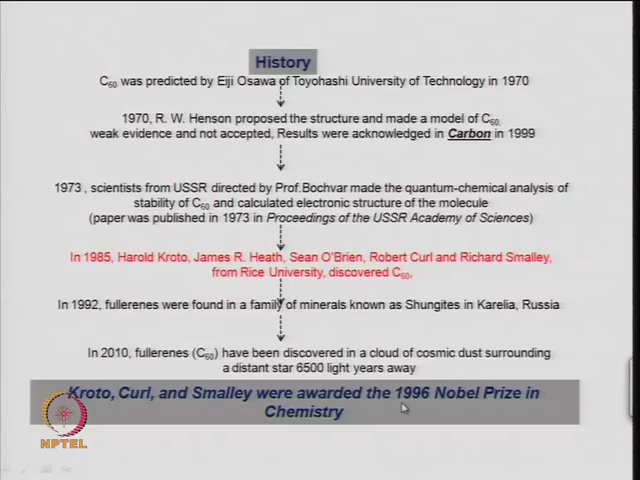 History
C60 was predicted by Eiji Osawa of Toyohashi University of Technology in 1970
1970, R. W. Henson proposed the structure and made a model of C60,
weak evidence and not accepted, Results were acknowledged in Carbon in 1999
1973 , scientists from USSR directed by Prof.Bochvar made the quantum-chemical analysis of
stability of C60 and calculated electronic structure of the molecule
(paper was published in 1973 in Proceedings of the USSR Academy of Sciences)
In 1985, Harold Kroto, James R. Heath, Sean O'Brien, Robert Curl and Richard Smalley,
from Rice University, discovered C60,
In 1992, fullerenes were found in a family of minerals known as Shungites in Karelia, Russia
In 2010, fullerenes (C60) have been discovered in a cloud of cosmic dust surrounding
a distant star 6500 light years away
Kroto, Curl, and Smalley were awarded the 1996 Nobel Prize in
Chemistry
NPTEL